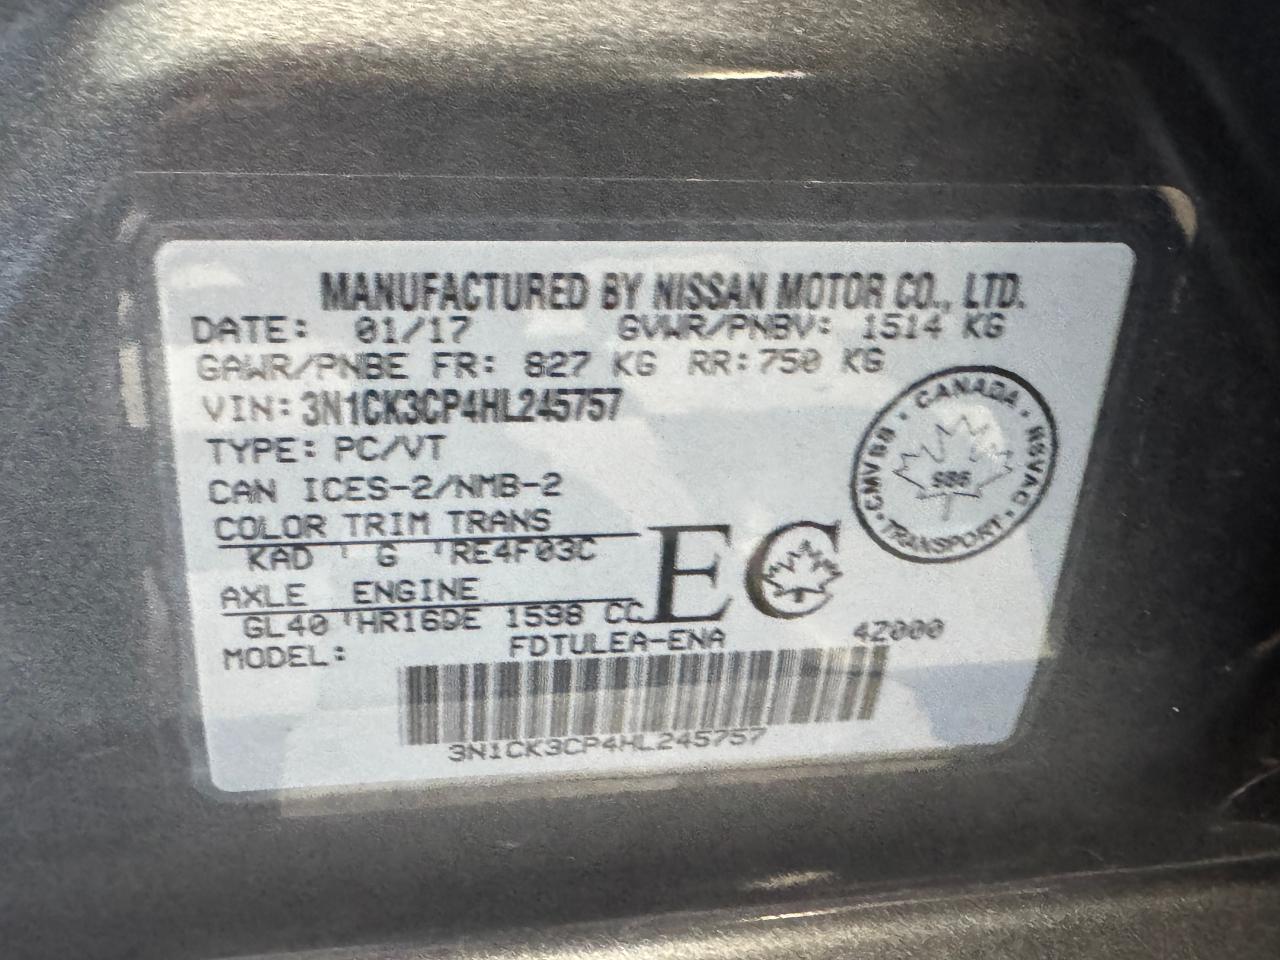 MANUFACTURED BY NISSAN MOTOR CO., LTD.
DATE: 01/17 GVWR/PNBV: 1514 KG
GAWR/PNBE FR: 827 KG RR: 750 KG
VIN: 3N1CK3CP4HL245757
TYPE: PC/VT
CAN ICES-2/NMB-2
COLOR TRIM TRANS
KAD G RE4F03C
AXLE ENGINE
GL40 HR16DE 1598 CC
EC
MODEL: FDTULEA-ENA 42000
3N1CK3CP4HL245757
CANADA
CMVSS RSVAC
TRANSPORT